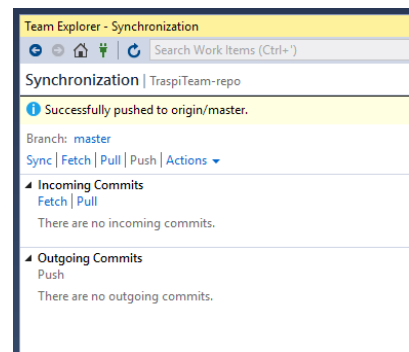 Team Explorer - Synchronization
Search Work Items (Ctrl+')
Synchronization | TraspiTeam-repo
Successfully pushed to origin/master.
Branch: master
Sync | Fetch | Pull | Push | Actions
Incoming Commits
Fetch | Pull
There are no incoming commits.
Outgoing Commits
Push
There are no outgoing commits.